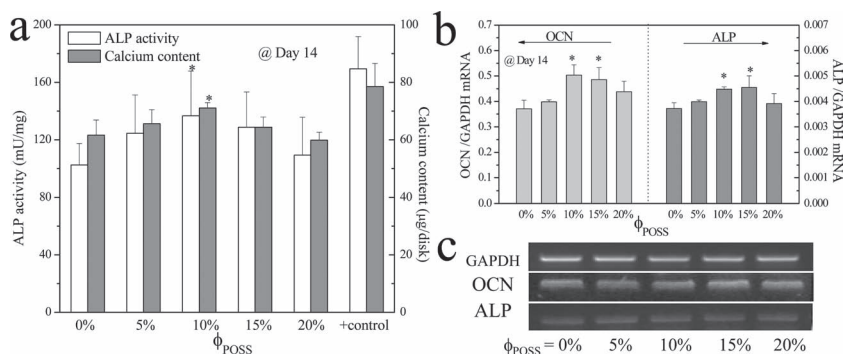 a
ALP activity (mU/mg)
200
160
120
80
40
0
ALP activity
Calcium content
@ Day 14
*
*
100
80
60
40
20
0
Calcium content (μg/disk)
0% 5% 10% 15% 20% +control
ϕPOSS
b
OCN /GAPDH mRNA
0.7
0.6
0.5
0.4
0.3
0.2
0.1
0.0
OCN
ALP
@ Day 14
* * * *
0.007
0.006
0.005
0.004
0.003
0.002
0.001
0.000
ALP /GAPDH mRNA
0% 5% 10% 15% 20% 0% 5% 10% 15% 20%
ϕPOSS
c
GAPDH
OCN
ALP
ϕPOSS = 0% 5% 10% 15% 20%